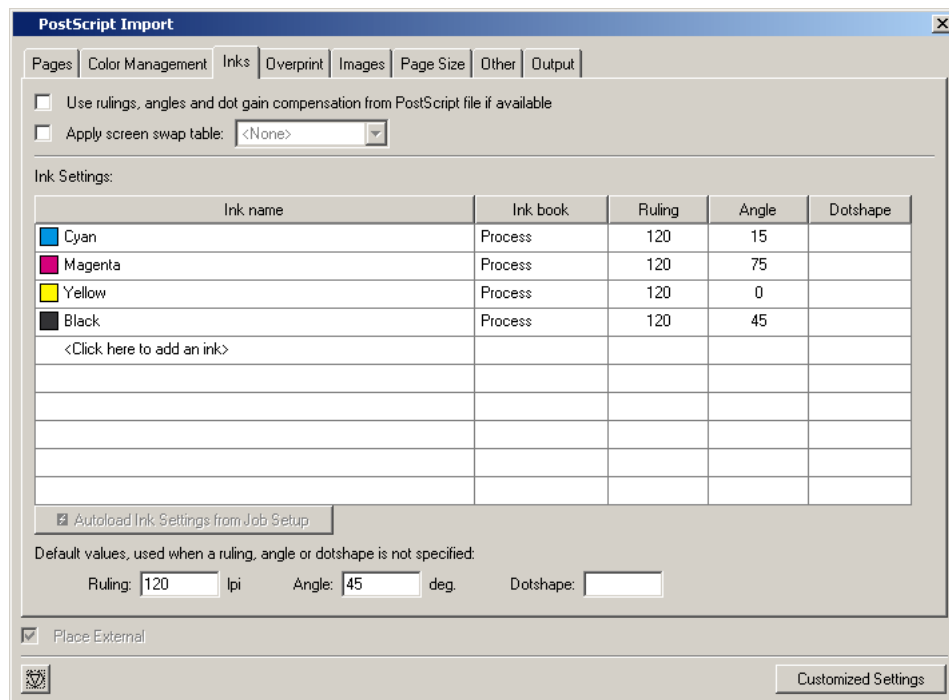 PostScript Import
Pages Color Management Inks Overprint Images Page Size Other Output
Use rulings, angles and dot gain compensation from PostScript file if available
Apply screen swap table: <None>
Ink Settings:
Ink name Ink book Ruling Angle Dotshape
Cyan Process 120 15
Magenta Process 120 75
Yellow Process 120 0
Black Process 120 45
<Click here to add an ink>
Autoload Ink Settings from Job Setup
Default values, used when a ruling, angle or dotshape is not specified:
Ruling: 120 lpi Angle: 45 deg. Dotshape:
Place External
Customized Settings